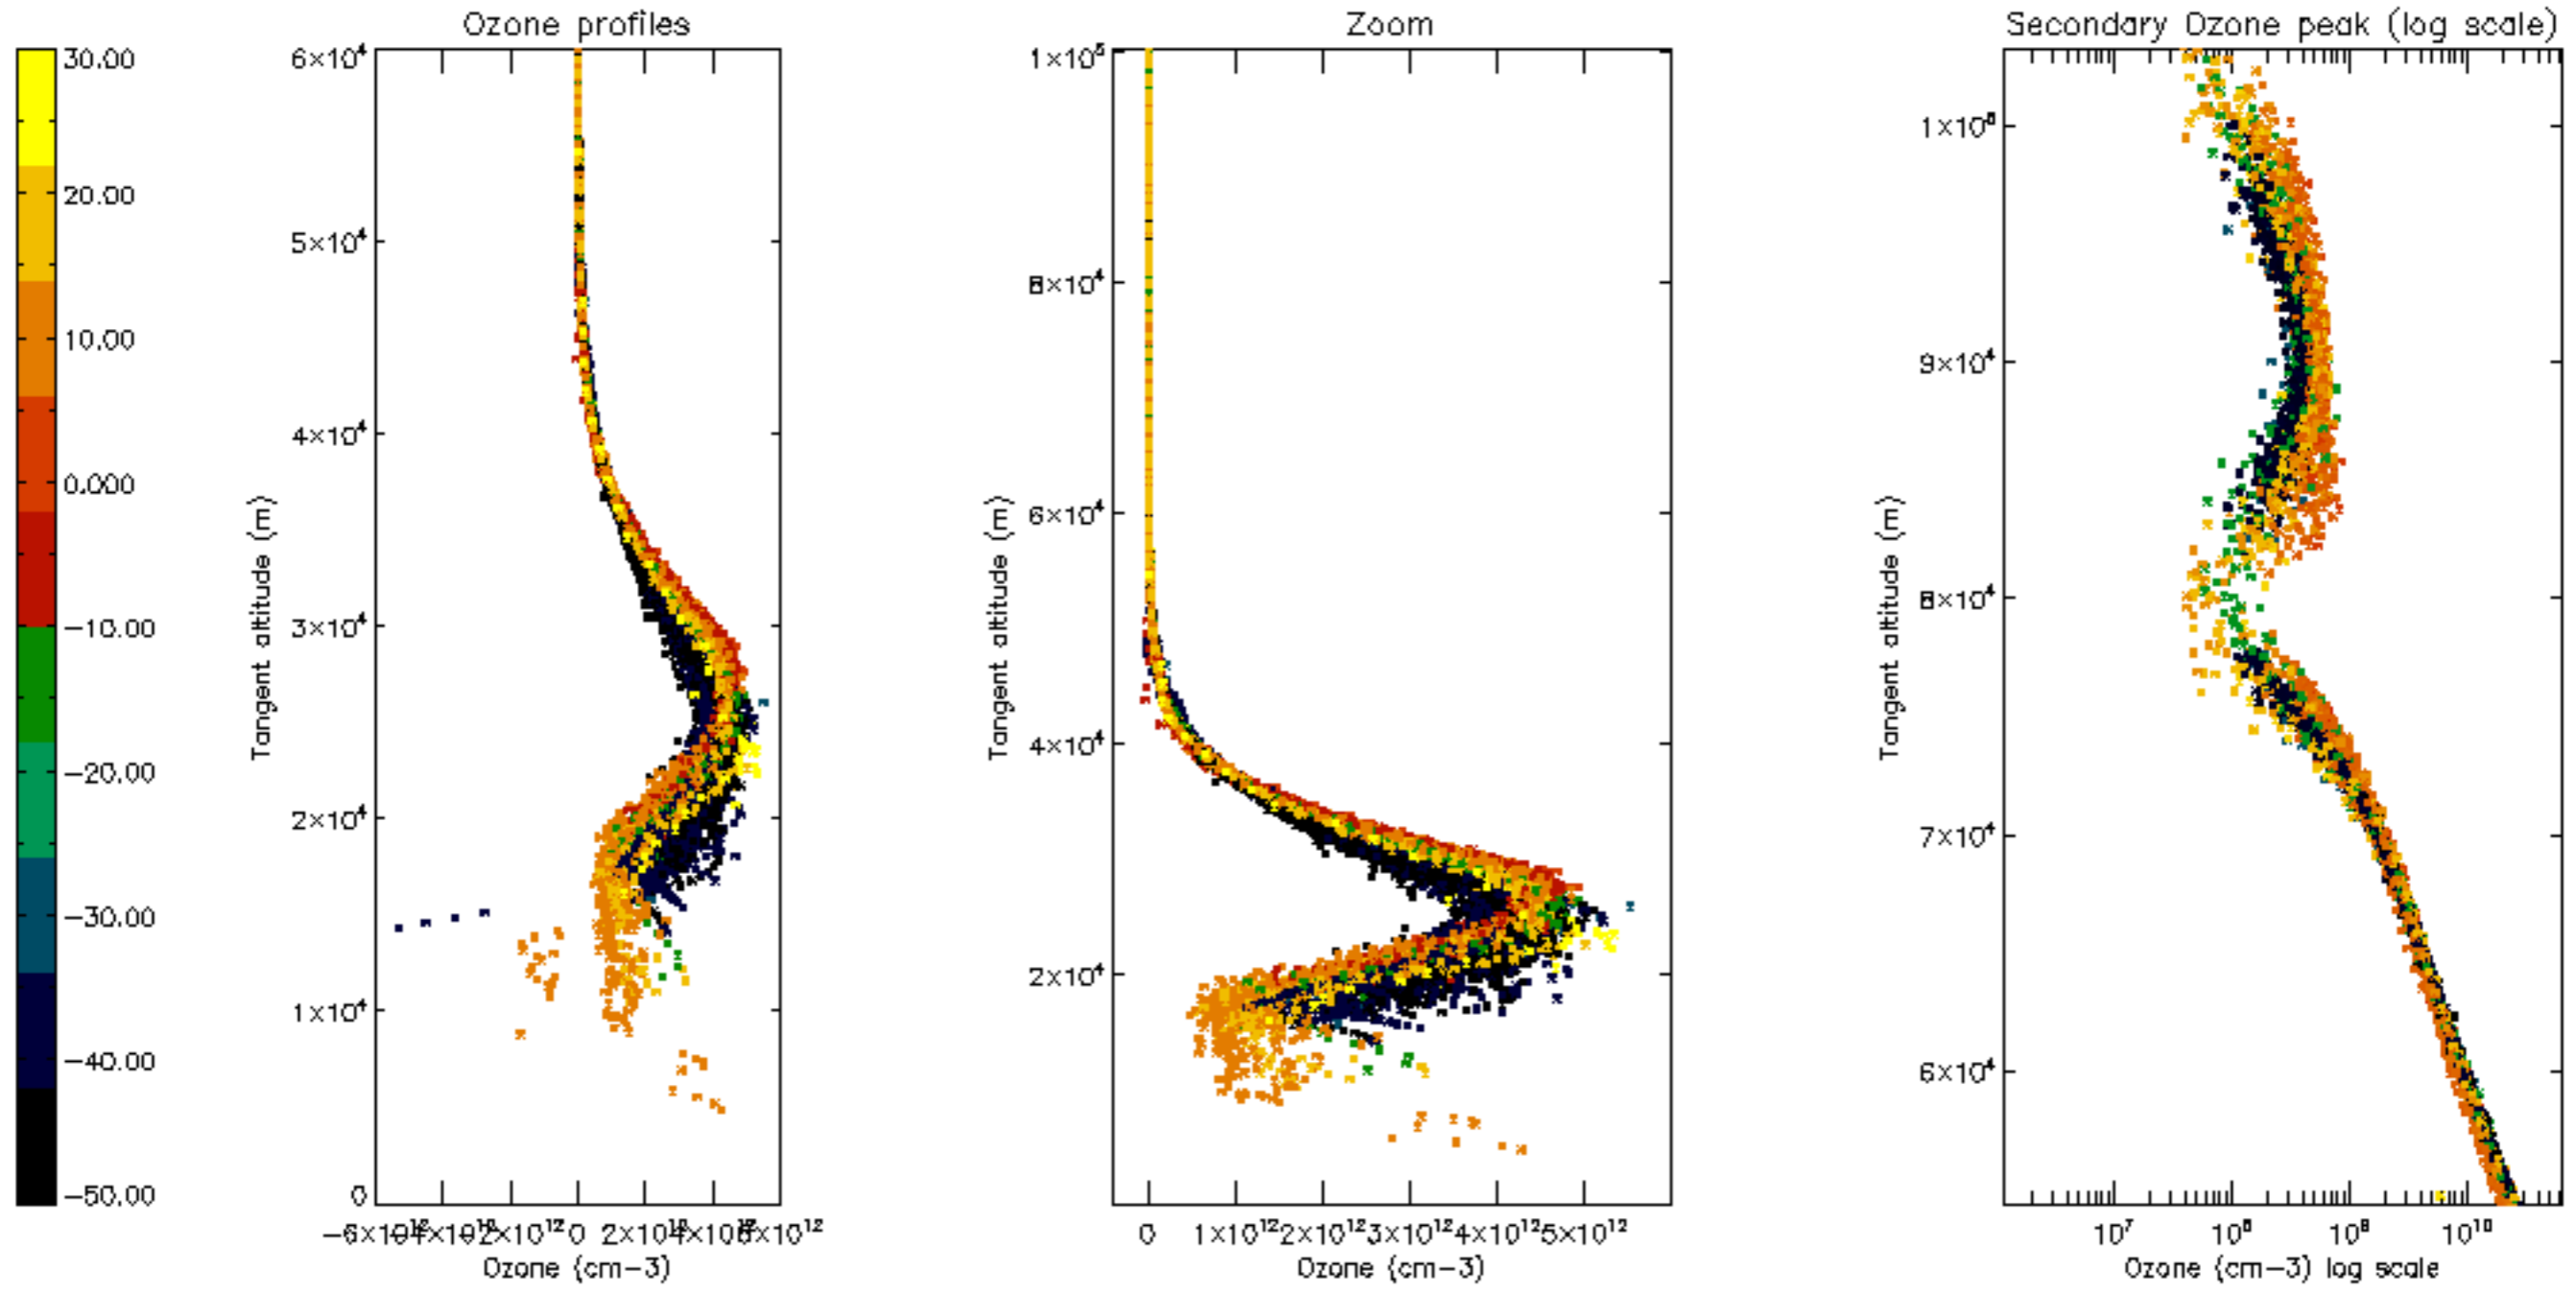 Ozone profiles
Zoom
Secondary Ozone peak (log scale)
30.00
20.00
10.00
0.000
−10.00
−20.00
−30.00
−40.00
−50.00
6×10⁴
5×10⁴
4×10⁴
3×10⁴
2×10⁴
1×10⁴
0
Tangent altitude (m)
0
Ozone (cm−3)
1×10⁵
8×10⁴
6×10⁴
4×10⁴
2×10⁴
Tangent altitude (m)
0 1×10¹² 2×10¹² 3×10¹² 4×10¹² 5×10¹²
Ozone (cm−3)
1×10⁵
9×10⁴
8×10⁴
7×10⁴
6×10⁴
Tangent altitude (m)
10⁷ 10⁸ 10⁹ 10¹⁰
Ozone (cm−3) log scale